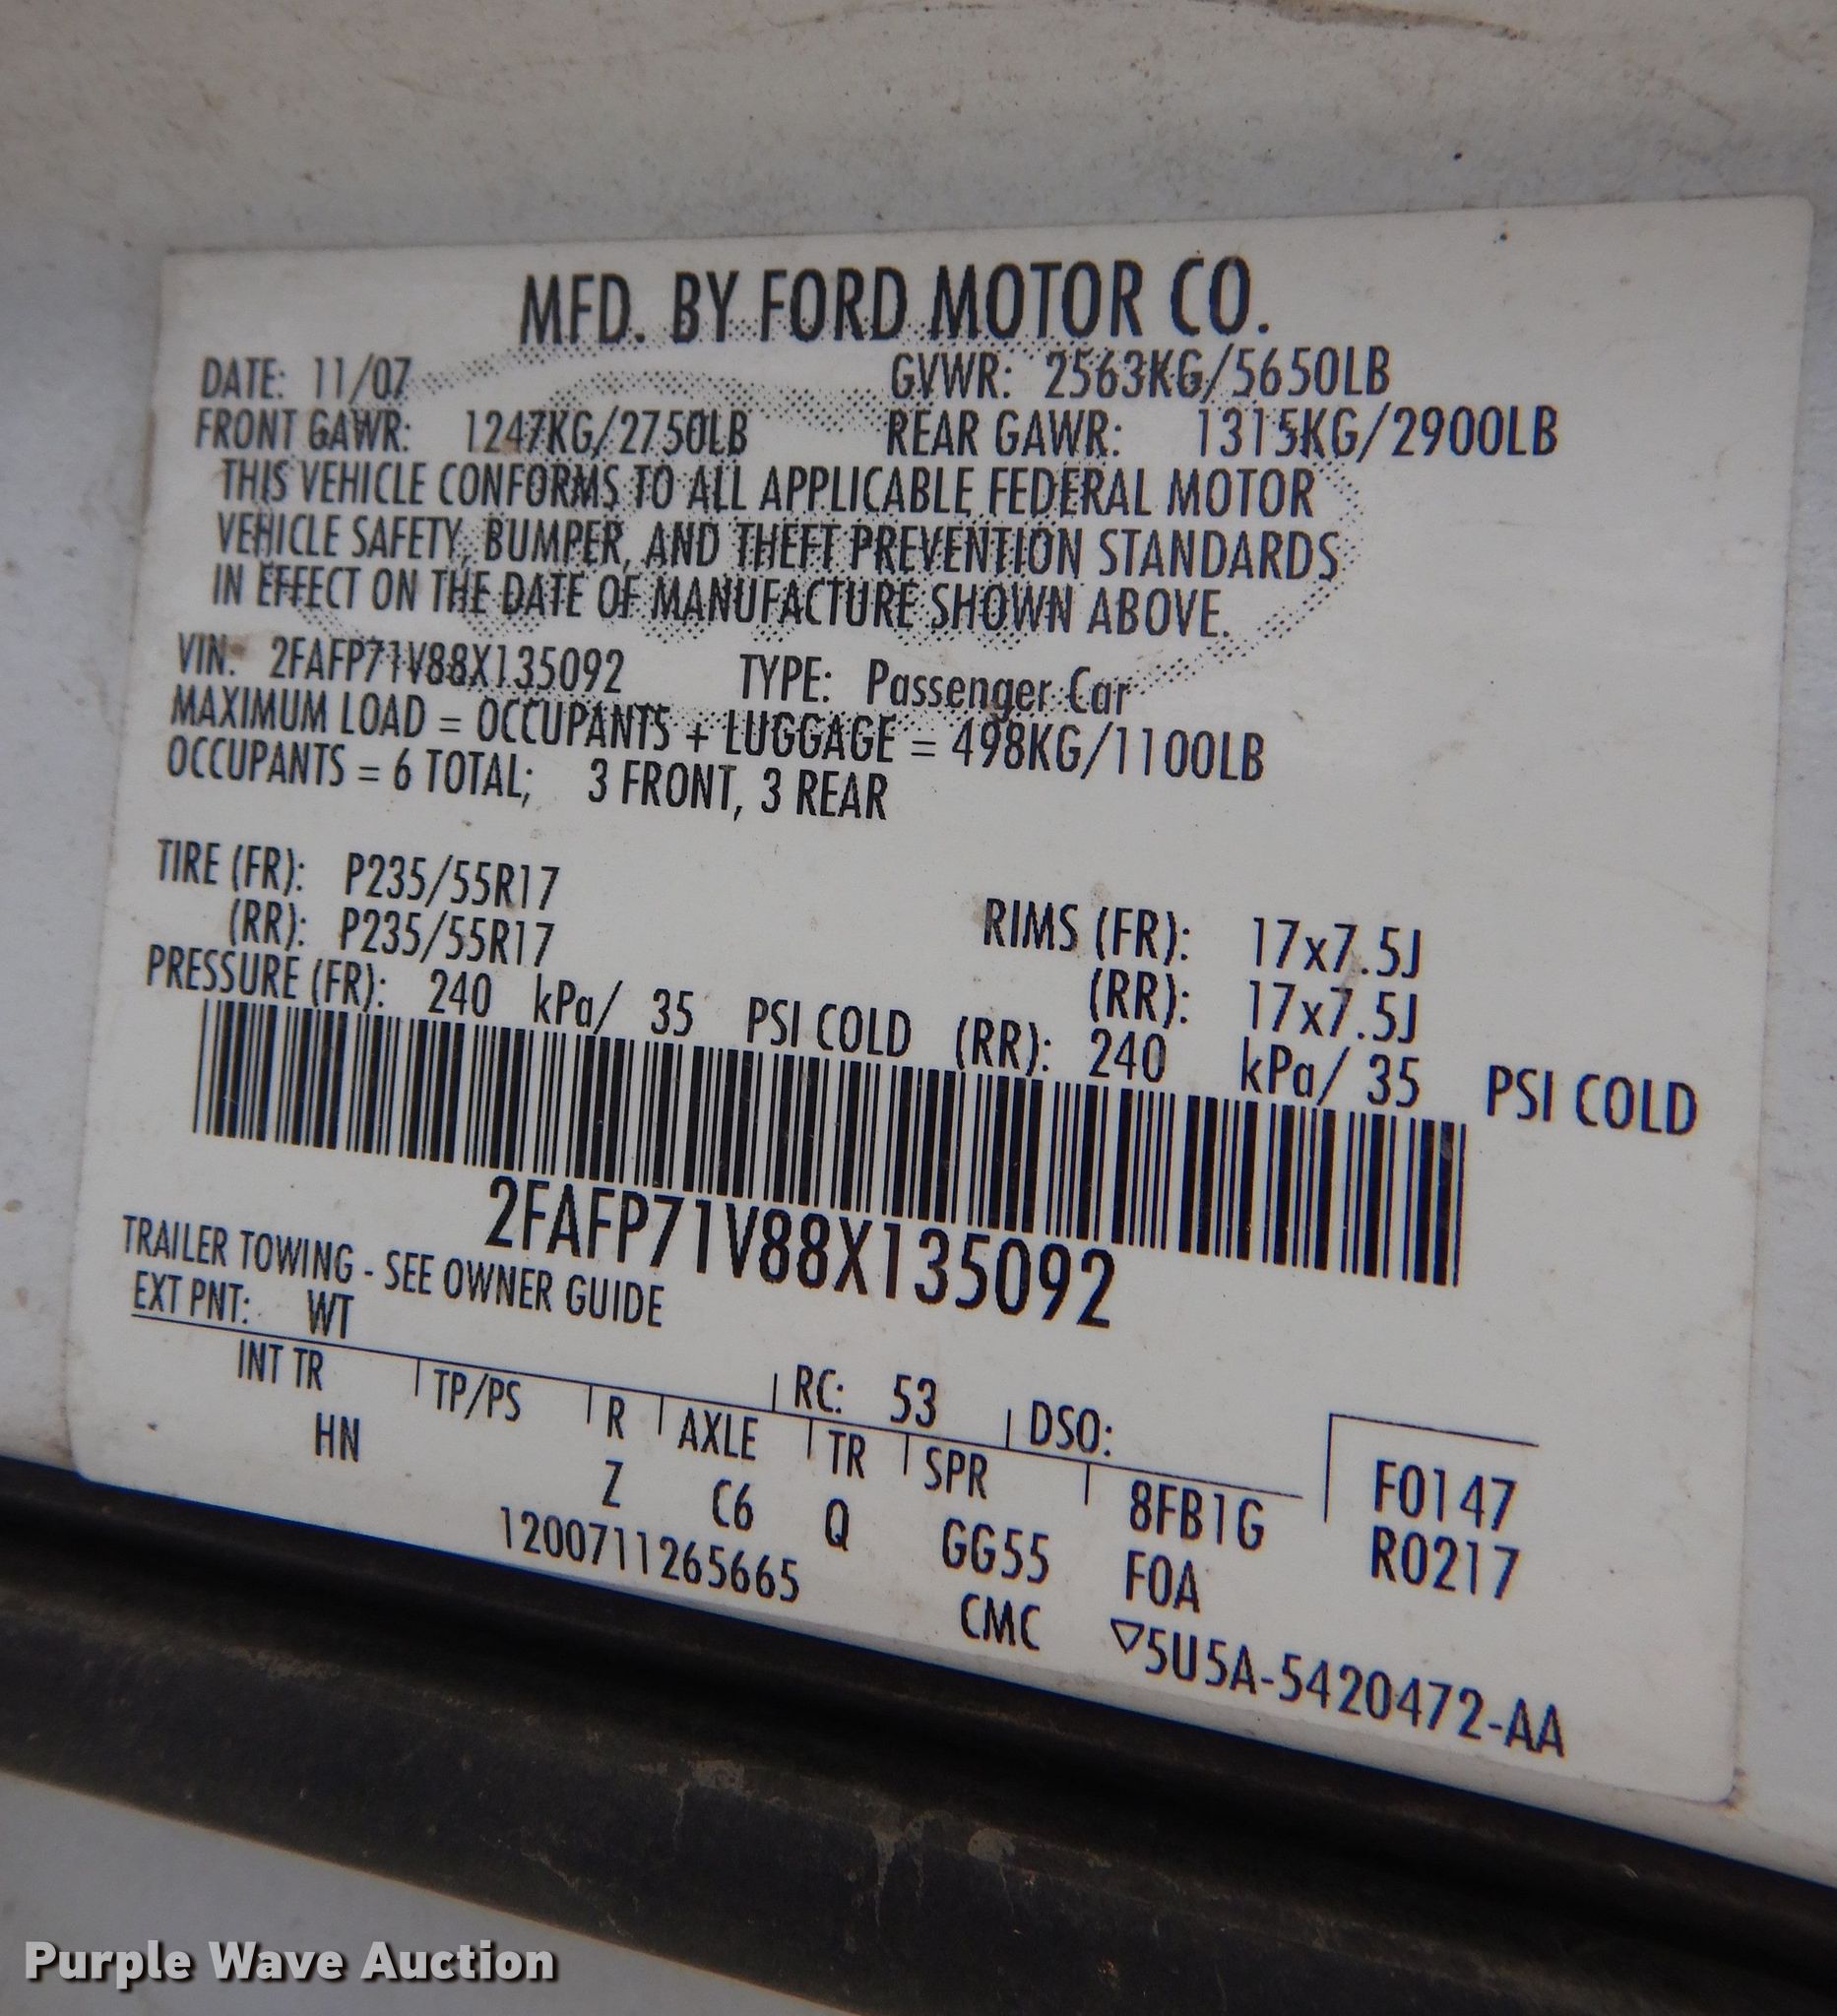 MFD. BY FORD MOTOR CO.
DATE: 11/07 GVWR: 2563KG/5650LB
FRONT GAWR: 1247KG/2750LB REAR GAWR: 1315KG/2900LB
THIS VEHICLE CONFORMS TO ALL APPLICABLE FEDERAL MOTOR
VEHICLE SAFETY, BUMPER, AND THEFT PREVENTION STANDARDS
IN EFFECT ON THE DATE OF MANUFACTURE SHOWN ABOVE.
VIN: 2FAFP71V88X135092 TYPE: Passenger Car
MAXIMUM LOAD = OCCUPANTS + LUGGAGE = 498KG/1100LB
OCCUPANTS = 6 TOTAL; 3 FRONT, 3 REAR
TIRE (FR): P235/55R17 RIMS (FR): 17x7.5J
(RR): P235/55R17 (RR): 17x7.5J
PRESSURE (FR): 240 kPa/ 35 PSI COLD (RR): 240 kPa/ 35 PSI COLD
2FAFP71V88X135092
TRAILER TOWING - SEE OWNER GUIDE
EXT PNT: WT RC: 53 DSO:
INT TR TP/PS R AXLE TR SPR 8FB1G F0147
HN Z C6 Q GG55 FOA R0217
1200711265665 CMC ▽5U5A-5420472-AA
Purple Wave Auction